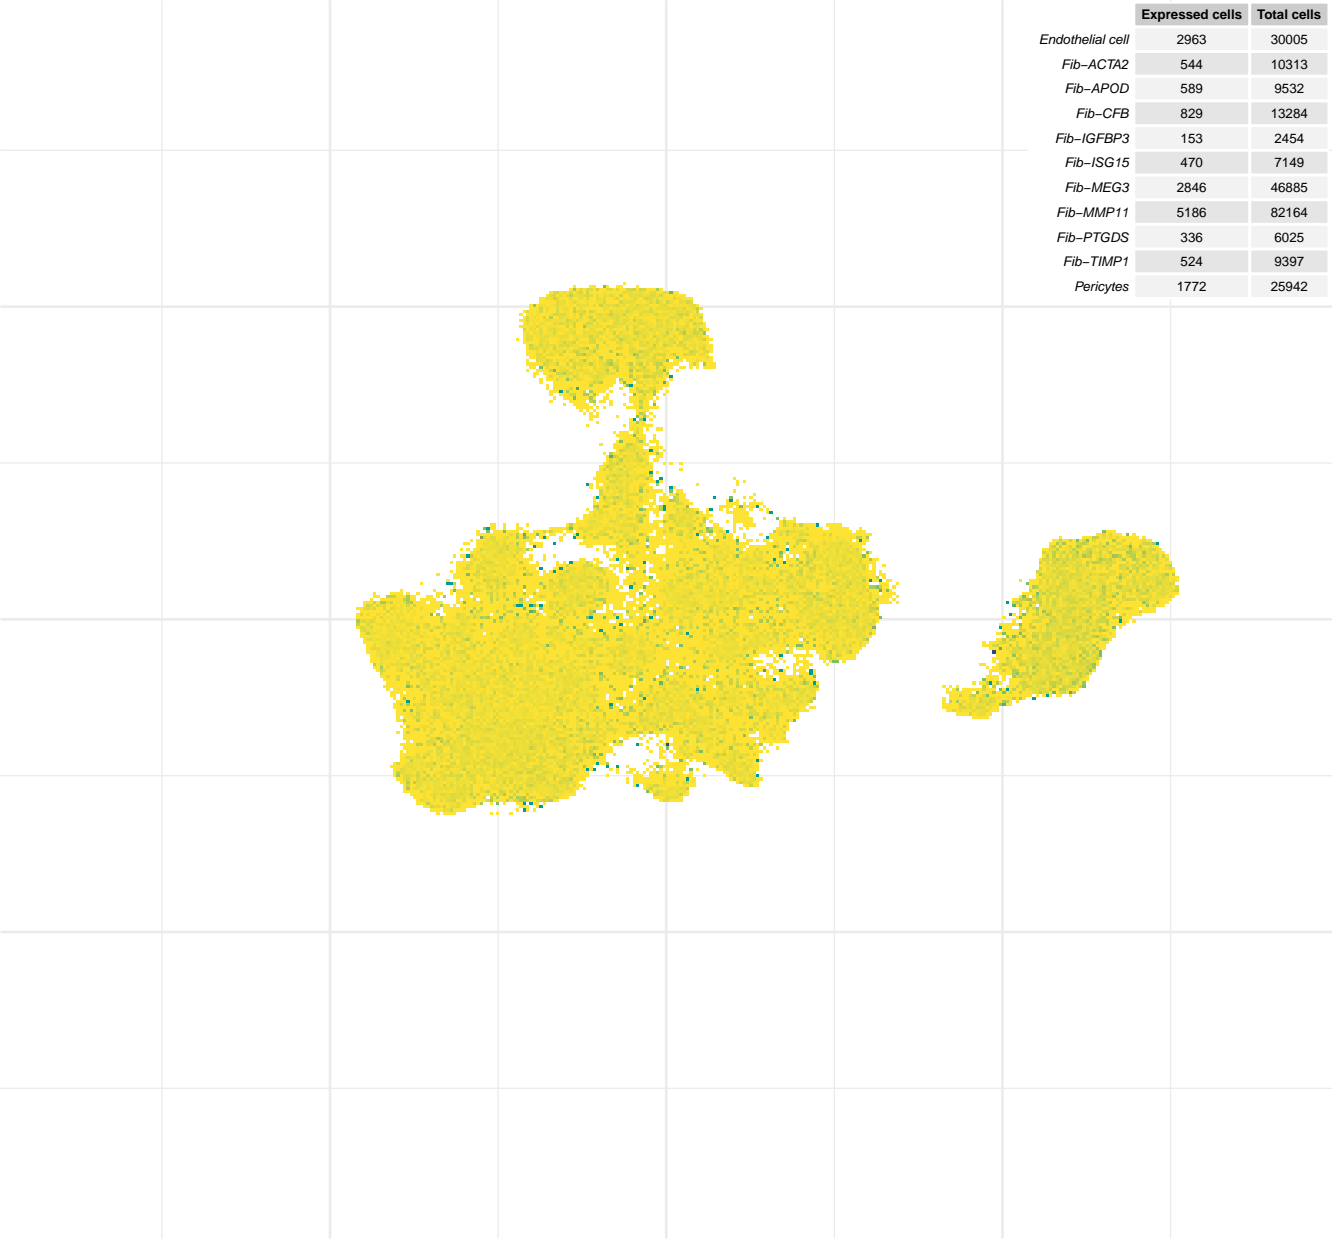 Expressed cells Total cells
Endothelial cell 2963 30005
Fib−ACTA2 544 10313
Fib−APOD 589 9532
Fib−CFB 829 13284
Fib−IGFBP3 153 2454
Fib−ISG15 470 7149
Fib−MEG3 2846 46885
Fib−MMP11 5186 82164
Fib−PTGDS 336 6025
Fib−TIMP1 524 9397
Pericytes 1772 25942